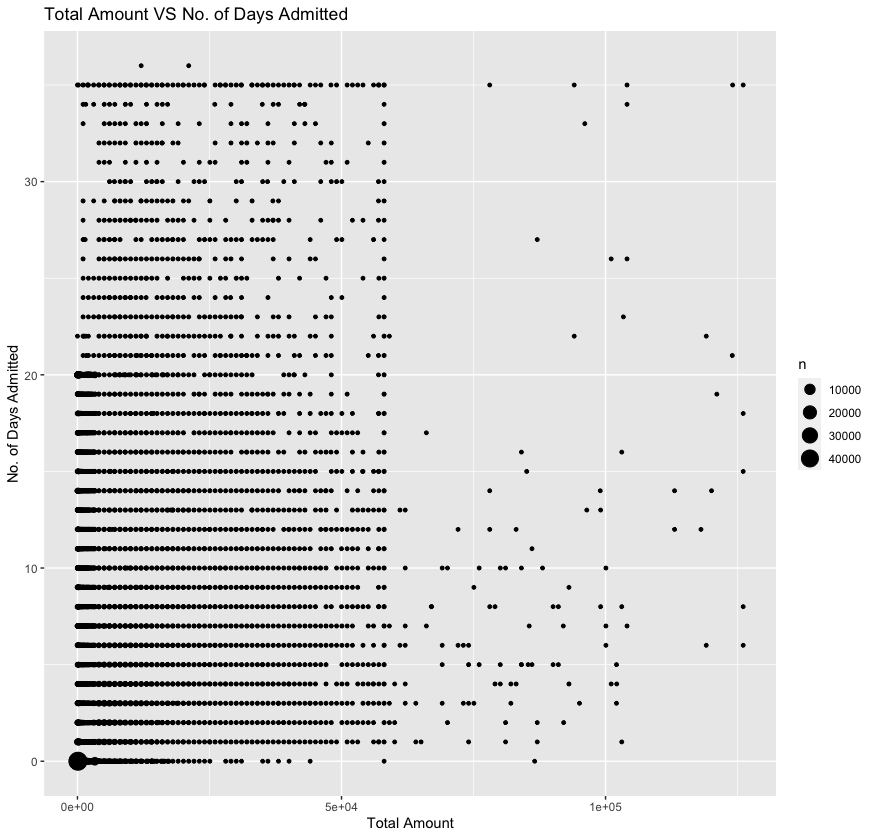 Total Amount VS No. of Days Admitted
No. of Days Admitted
30
20
10
0
0e+00
5e+04
1e+05
Total Amount
n
10000
20000
30000
40000